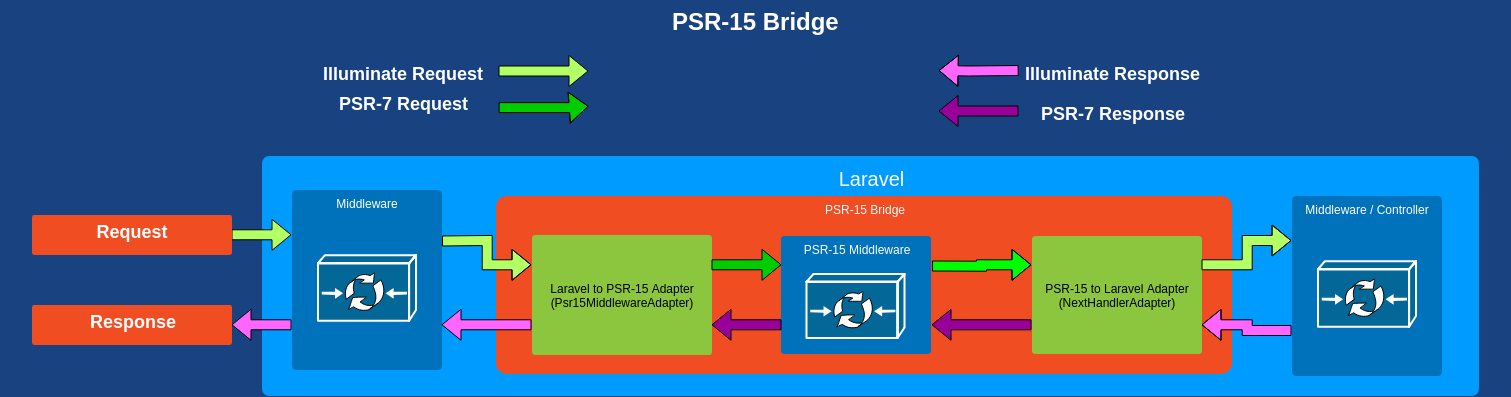 PSR-15 Bridge
Illuminate Request
Illuminate Response
PSR-7 Request
PSR-7 Response
Laravel
Middleware
PSR-15 Bridge
Middleware / Controller
Request
PSR-15 Middleware
Laravel to PSR-15 Adapter
(Psr15MiddlewareAdapter)
PSR-15 to Laravel Adapter
(NextHandlerAdapter)
Response